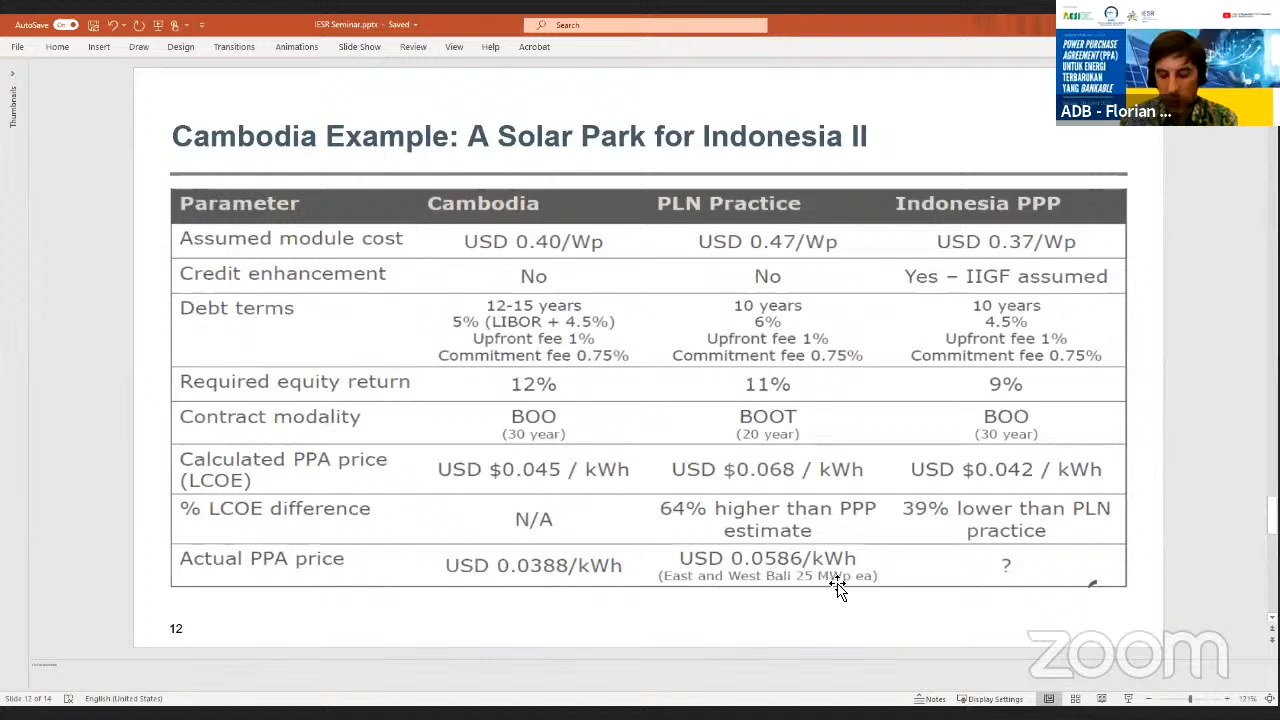 AutoSave On IESR Seminar.pptx - Saved Search
File Home Insert Draw Design Transitions Animations Slide Show Review View Help Acrobat
AESI IESR
POWER PURCHASE
AGREEMENT (PPA)
UNTUK ENERGI
TERBARUKAN
YANG BANKABLE
ADB - Florian ...
Thumbnails
Cambodia Example: A Solar Park for Indonesia II
Parameter Cambodia PLN Practice Indonesia PPP
Assumed module cost USD 0.40/Wp USD 0.47/Wp USD 0.37/Wp
Credit enhancement No No Yes – IIGF assumed
Debt terms 12-15 years 10 years 10 years
5% (LIBOR + 4.5%) 6% 4.5%
Upfront fee 1% Upfront fee 1% Upfront fee 1%
Commitment fee 0.75% Commitment fee 0.75% Commitment fee 0.75%
Required equity return 12% 11% 9%
Contract modality BOO BOOT BOO
(30 year) (20 year) (30 year)
Calculated PPA price
(LCOE) USD $0.045 / kWh USD $0.068 / kWh USD $0.042 / kWh
% LCOE difference N/A 64% higher than PPP 39% lower than PLN
estimate practice
Actual PPA price USD 0.0388/kWh USD 0.0586/kWh ?
(East and West Bali 25 MWp ea)
12
zoom
Slide 12 of 14 English (United States) Notes Display Settings 121%